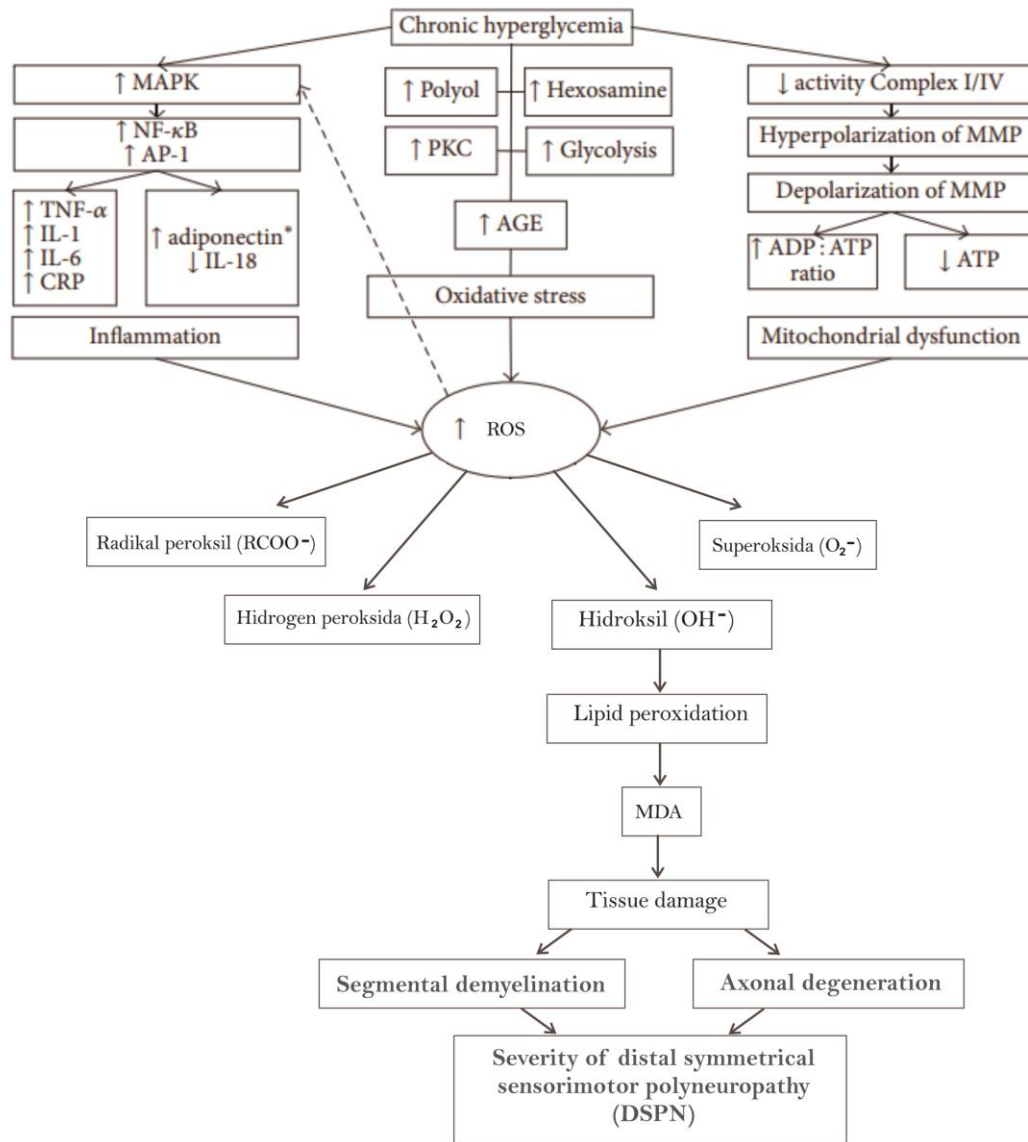 Chronic hyperglycemia
↑ MAPK
↑ NF-κB
↑ AP-1
↑ TNF-α
↑ IL-1
↑ IL-6
↑ CRP
↑ adiponectin*
↓ IL-18
Inflammation
↑ Polyol
↑ Hexosamine
↑ PKC
↑ Glycolysis
↑ AGE
Oxidative stress
↓ activity Complex I/IV
Hyperpolarization of MMP
Depolarization of MMP
↑ ADP : ATP
ratio
↓ ATP
Mitochondrial dysfunction
↑ ROS
Radikal peroksil (RCOO⁻)
Hidrogen peroksida (H₂O₂)
Hidroksil (OH⁻)
Superoksida (O₂⁻)
Lipid peroxidation
MDA
Tissue damage
Segmental demyelination
Axonal degeneration
Severity of distal symmetrical
sensorimotor polyneuropathy
(DSPN)